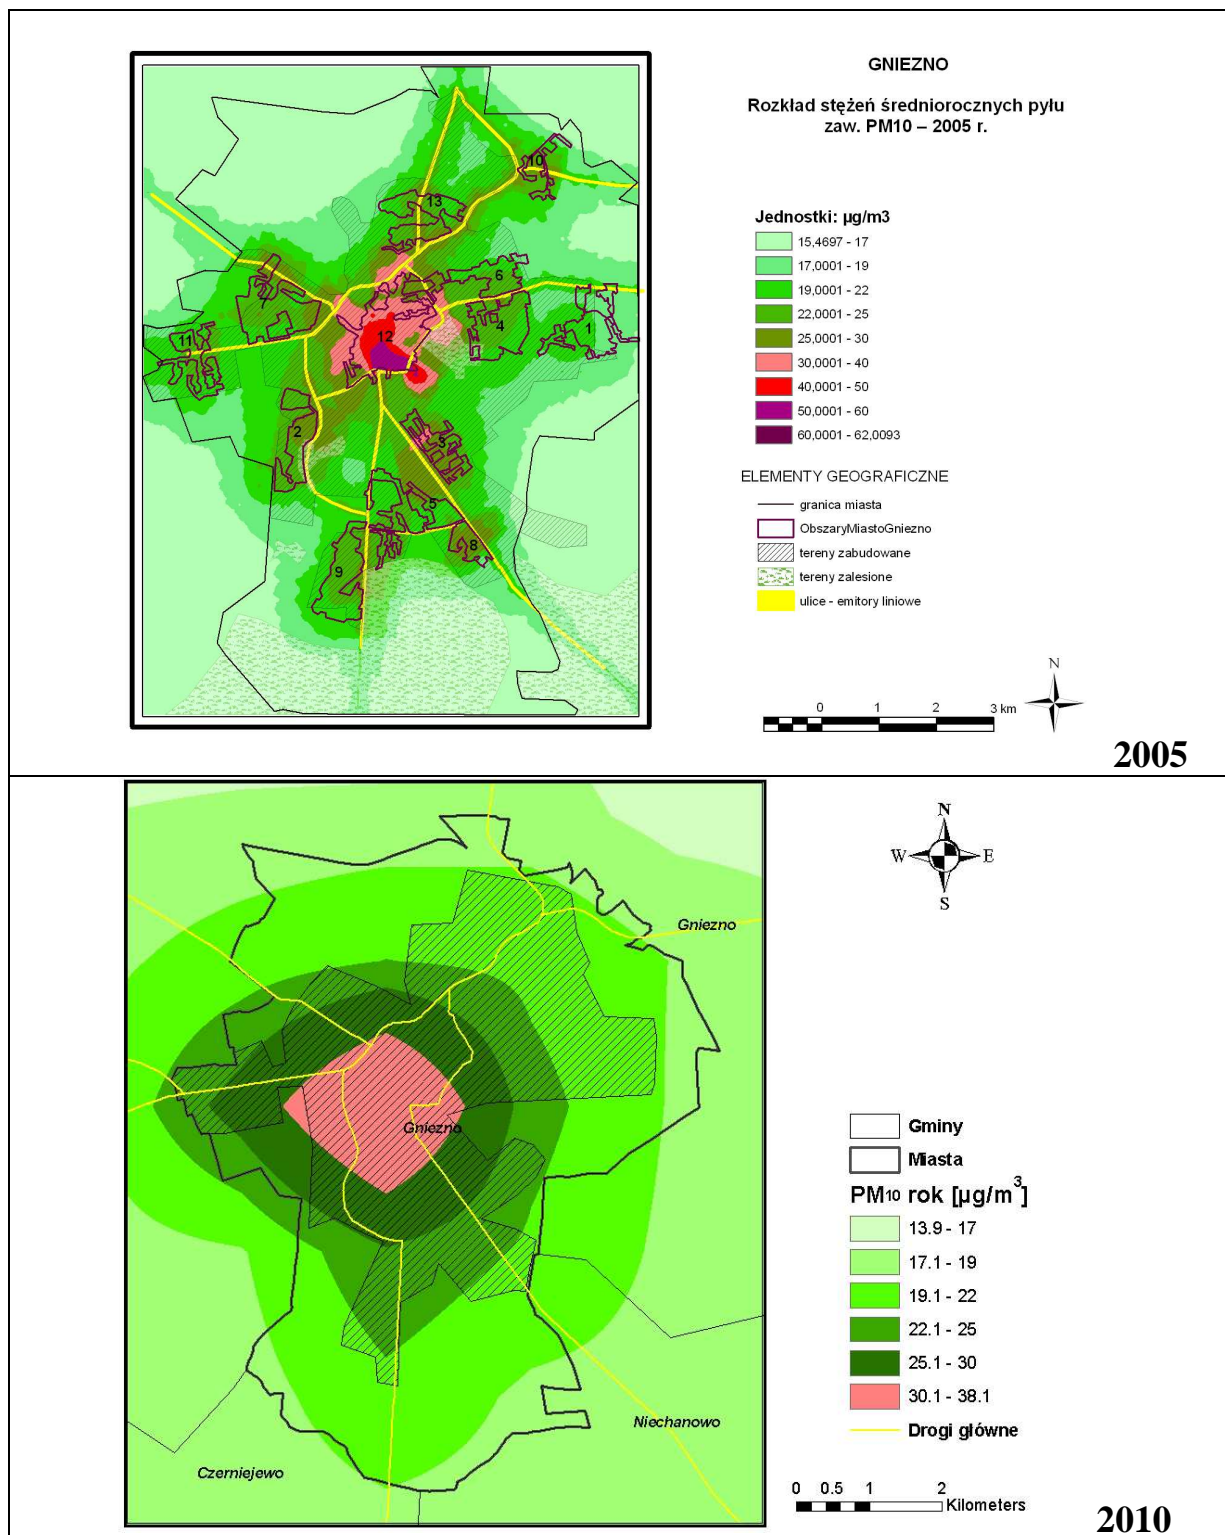 GNIEZNO
Rozkład stężeń średniorocznych pyłu
zaw. PM10 – 2005 r.
10
13
6
7
4
1
11
12
2
3
5
8
9
Jednostki: µg/m3
15,4697 - 17
17,0001 - 19
19,0001 - 22
22,0001 - 25
25,0001 - 30
30,0001 - 40
40,0001 - 50
50,0001 - 60
60,0001 - 62,0093
ELEMENTY GEOGRAFICZNE
granica miasta
ObszaryMiastoGniezno
tereny zabudowane
tereny zalesione
ulice - emitory liniowe
N
0 1 2 3 km
2005
N
W E
S
Gniezno
Gniezno
Niechanowo
Czerniejewo
Gminy
Miasta
PM10 rok [µg/m³]
13.9 - 17
17.1 - 19
19.1 - 22
22.1 - 25
25.1 - 30
30.1 - 38.1
Drogi główne
0 0.5 1 2
Kilometers
2010